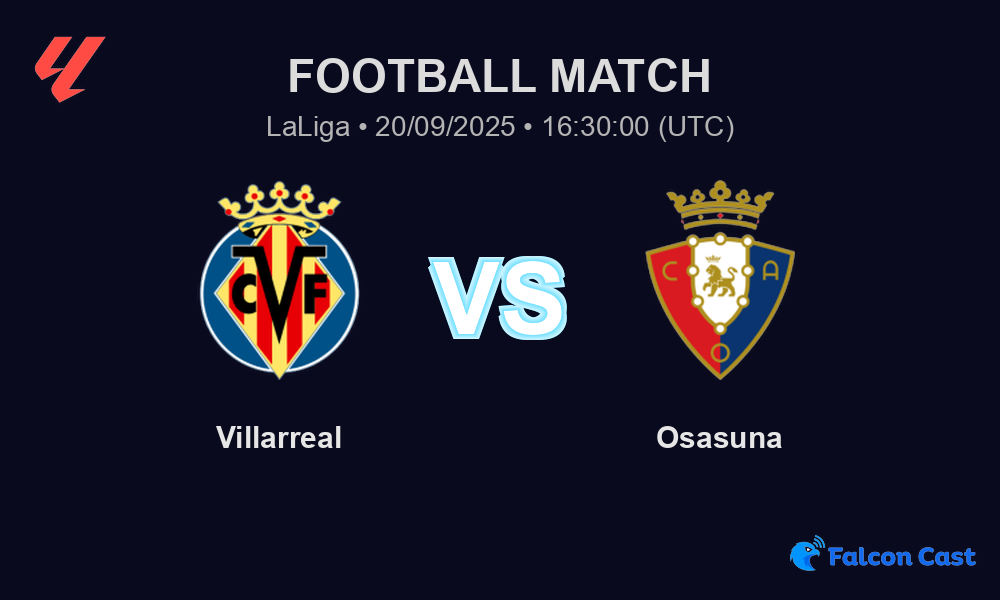 FOOTBALL MATCH
LaLiga • 20/09/2025 • 16:30:00 (UTC)
C V F
VS
C A
O
Villarreal
Osasuna
Falcon Cast